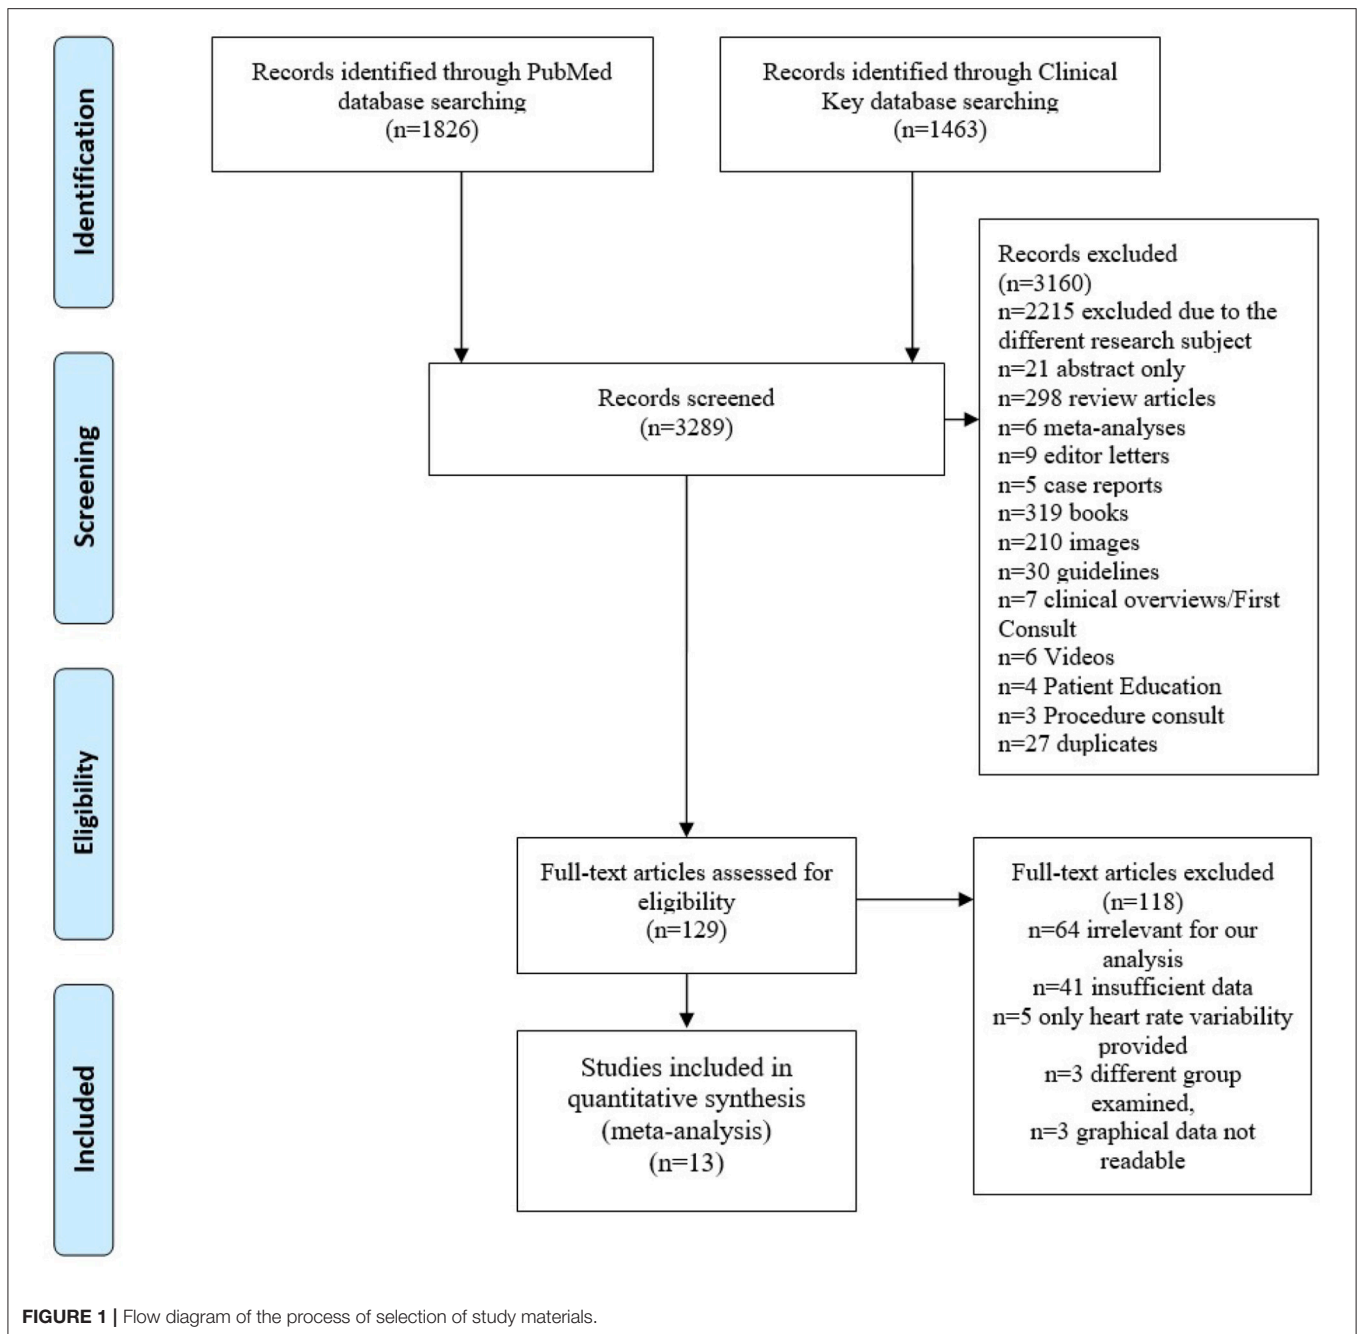 Identification
Records identified through PubMed
database searching
(n=1826)
Records identified through Clinical
Key database searching
(n=1463)
Records excluded
(n=3160)
n=2215 excluded due to the
different research subject
n=21 abstract only
n=298 review articles
n=6 meta-analyses
n=9 editor letters
n=5 case reports
n=319 books
n=210 images
n=30 guidelines
n=7 clinical overviews/First
Consult
n=6 Videos
n=4 Patient Education
n=3 Procedure consult
n=27 duplicates
Screening
Records screened
(n=3289)
Eligibility
Full-text articles assessed for
eligibility
(n=129)
Full-text articles excluded
(n=118)
n=64 irrelevant for our
analysis
n=41 insufficient data
n=5 only heart rate variability
provided
n=3 different group
examined,
n=3 graphical data not
readable
Included
Studies included in
quantitative synthesis
(meta-analysis)
(n=13)
FIGURE 1 | Flow diagram of the process of selection of study materials.